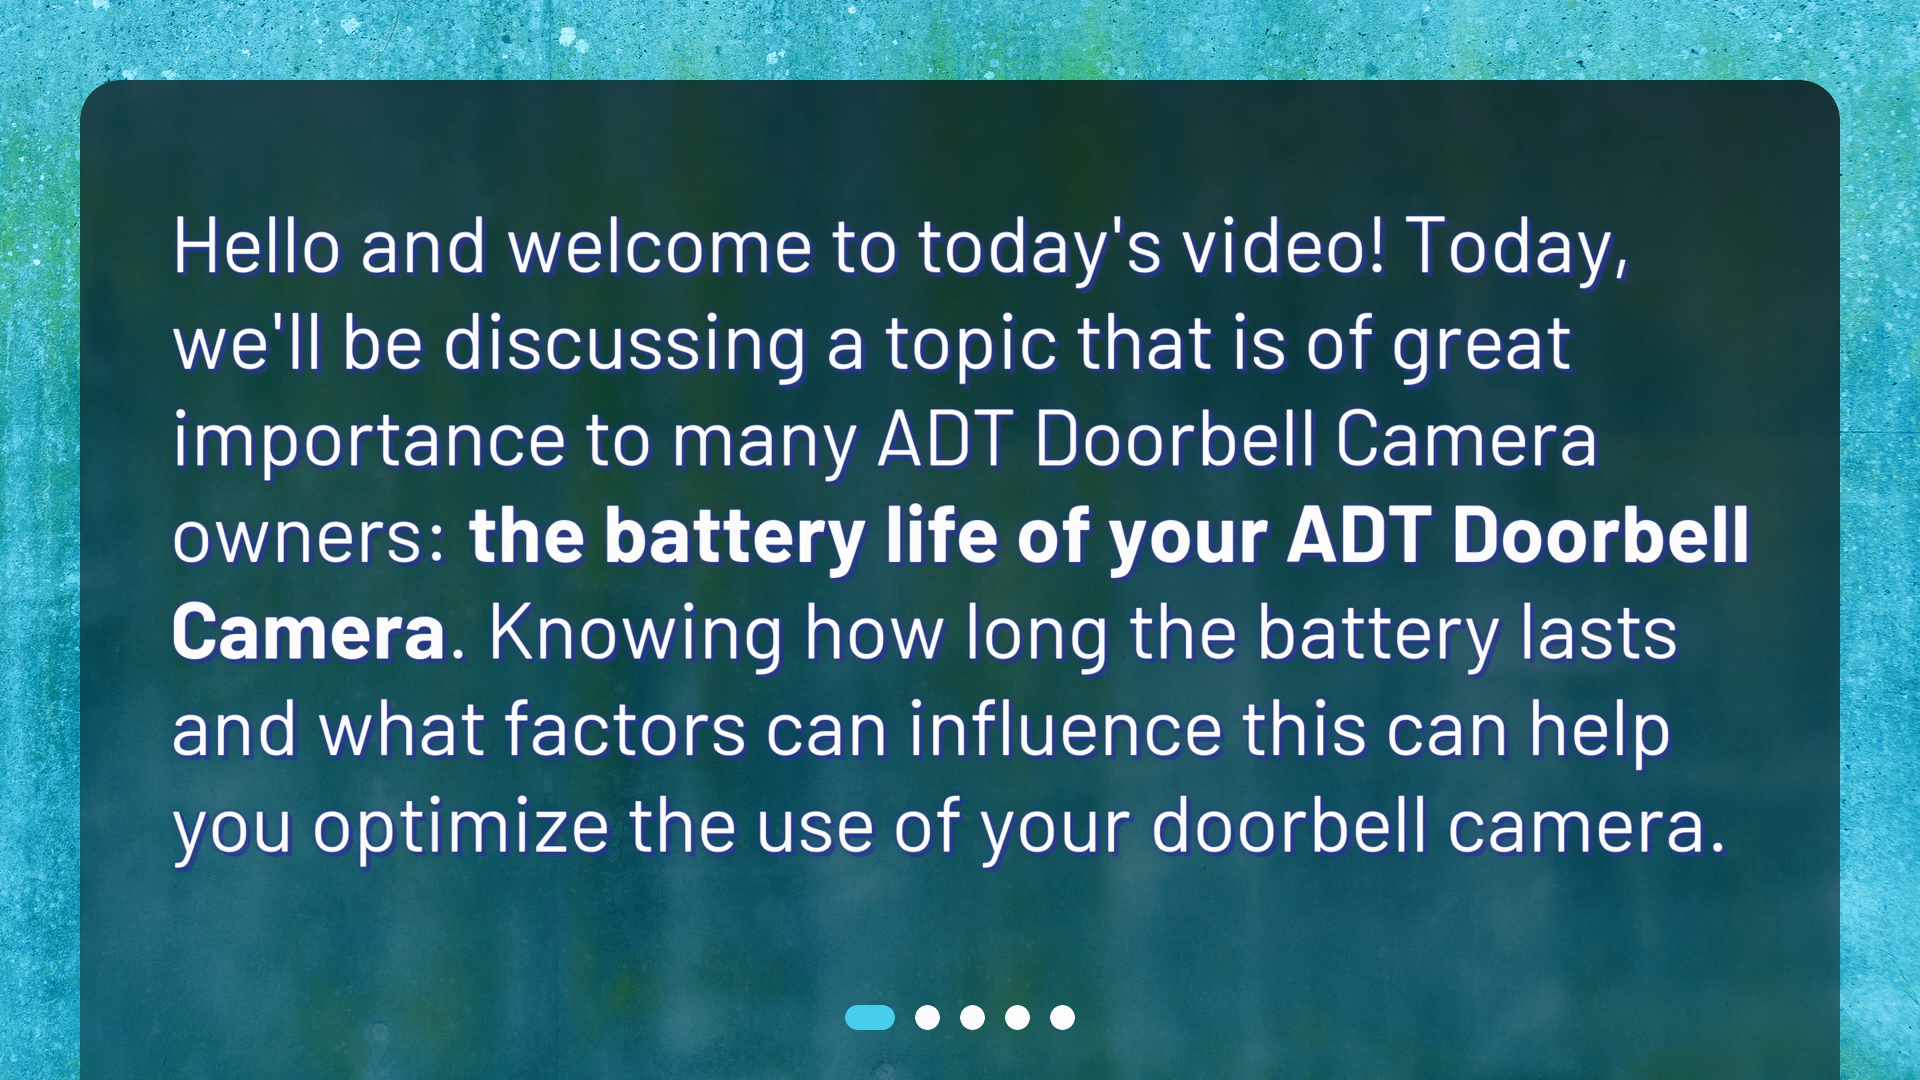 Hello and welcome to today's video! Today,
we'll be discussing a topic that is of great
importance to many ADT Doorbell Camera
owners: the battery life of your ADT Doorbell
Camera. Knowing how long the battery lasts
and what factors can influence this can help
you optimize the use of your doorbell camera.